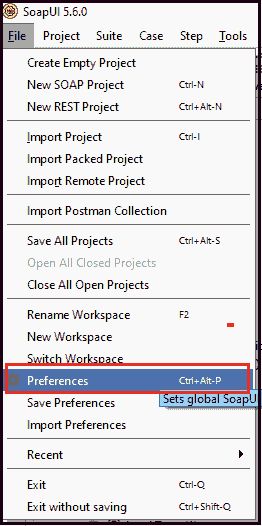 SoapUI 5.6.0
File Project Suite Case Step Tools
Create Empty Project
New SOAP Project Ctrl-N
New REST Project Ctrl+Alt-N
Import Project Ctrl-I
Import Packed Project
Import Remote Project
Import Postman Collection
Save All Projects Ctrl+Alt-S
Open All Closed Projects
Close All Open Projects
Rename Workspace F2
New Workspace
Switch Workspace
Preferences Ctrl+Alt-P
Sets global SoapU
Save Preferences
Import Preferences
Recent
Exit Ctrl-Q
Exit without saving Ctrl+Shift-Q